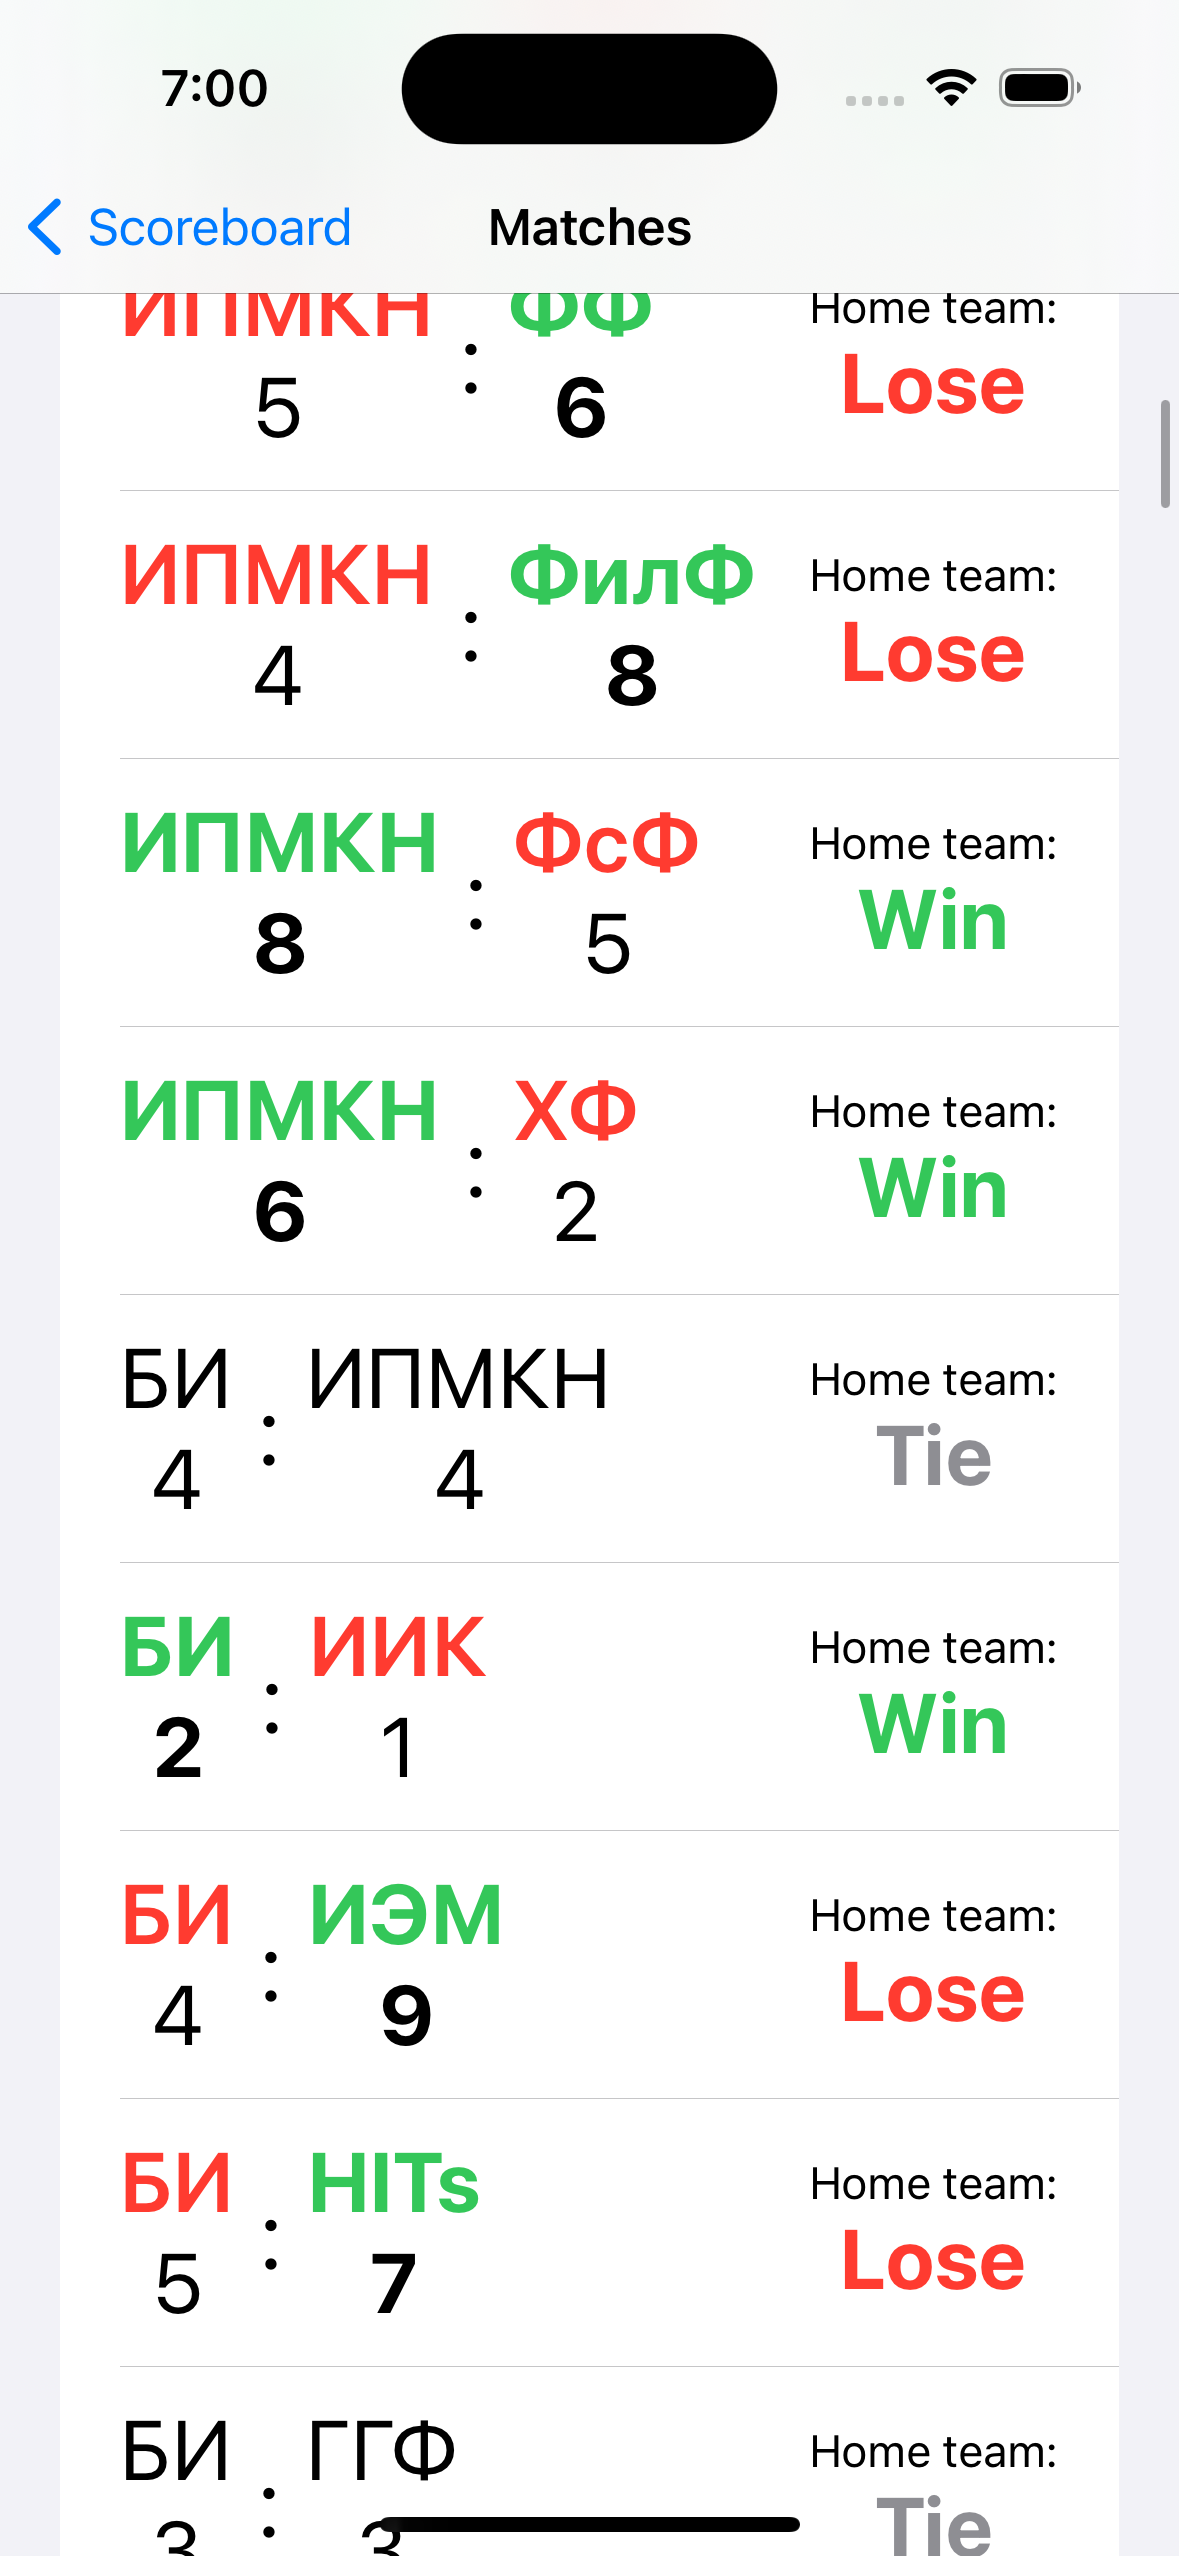 7:00
Scoreboard
Matches
ИПМКН : ФФ Home team:
5 6 Lose
ИПМКН : ФилФ Home team:
4 8 Lose
ИПМКН : ФсФ Home team:
8 5 Win
ИПМКН : ХФ Home team:
6 2 Win
БИ : ИПМКН Home team:
4 4 Tie
БИ : ИИК Home team:
2 1 Win
БИ : ИЭМ Home team:
4 9 Lose
БИ : HITs Home team:
5 7 Lose
БИ : ГГФ Home team:
3 3 Tie